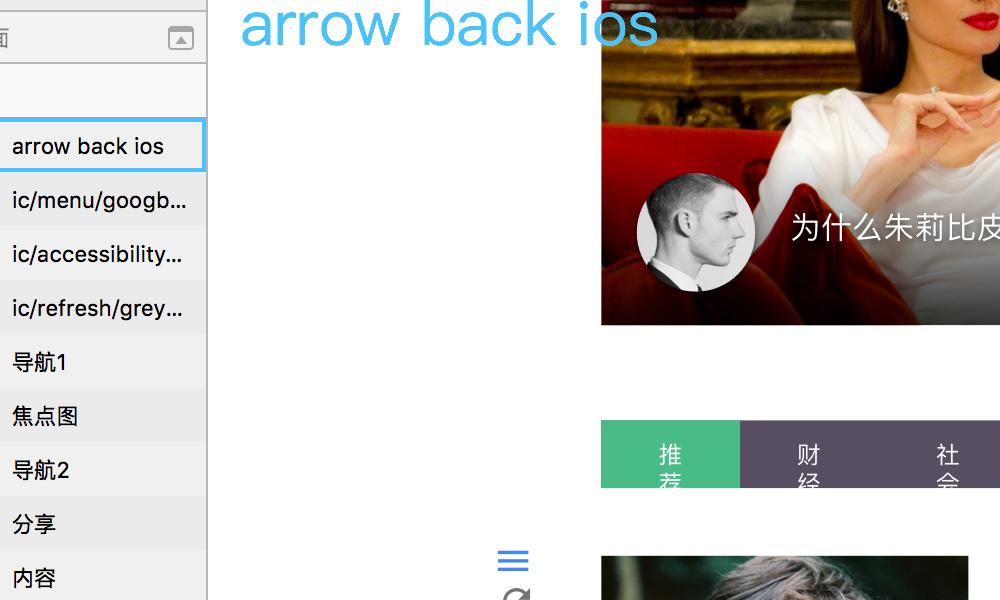 arrow back ios
面
arrow back ios
ic/menu/googb...
ic/accessibility...
ic/refresh/grey...
导航1
焦点图
导航2
分享
内容
为什么朱莉比皮
推荐
财经
社会